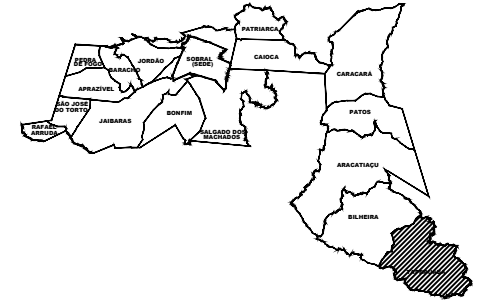 PATRIARCA
CAIOCA
SOBRAL
(SEDE)
JORDÃO
PEDRA
DE FOGO
BARACHO
CARACARÁ
APRAZÍVEL
SÃO JOSÉ
DO TORTO
PATOS
BONFIM
JAIBARAS
RAFAEL
ARRUDA
SALGADO DOS
MACHADOS
ARACATIAÇU
BILHEIRA
TAPERUABA